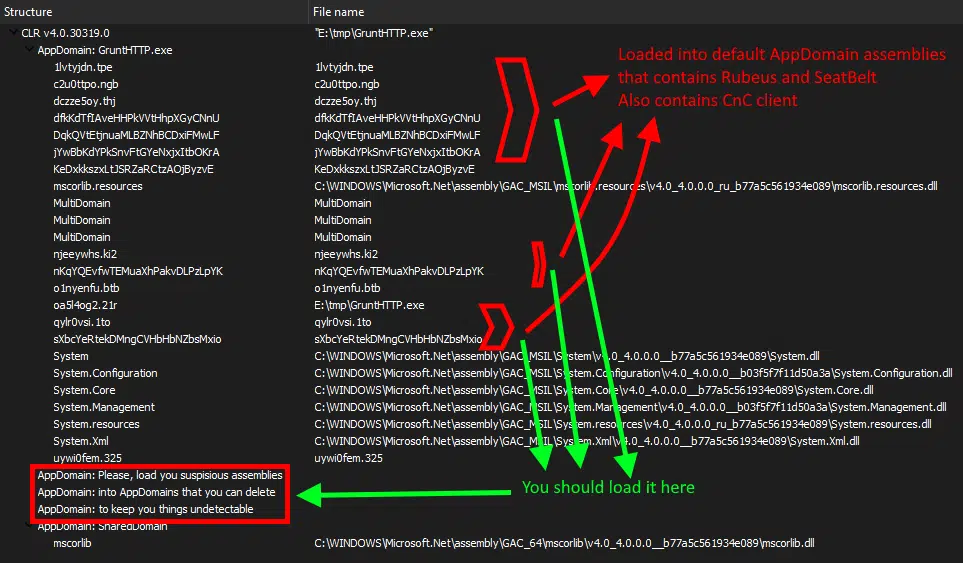 Structure File name
CLR v4.0.30319.0 "E:\tmp\GruntHTTP.exe"
AppDomain: GruntHTTP.exe
1lvtyjdn.tpe 1lvtyjdn.tpe
c2u0ttpo.ngb c2u0ttpo.ngb
dczze5oy.thj dczze5oy.thj
dfkKdTfIAveHHPkVVtHhpXGyCNnU dfkKdTfIAveHHPkVVtHhpXGyCNnU
DqkQVtEtjnuaMLBZNhBCDxiFMwLF DqkQVtEtjnuaMLBZNhBCDxiFMwLF
jYwBbKdYPkSnvFtGYeNxjxItbOKrA jYwBbKdYPkSnvFtGYeNxjxItbOKrA
KeDxkkszxLtJSRZaRCtzAOjByzvE KeDxkkszxLtJSRZaRCtzAOjByzvE
mscorlib.resources C:\WINDOWS\Microsoft.Net\assembly\GAC_MSIL\mscorlib.resources\v4.0_4.0.0.0_ru_b77a5c561934e089\mscorlib.resources.dll
MultiDomain MultiDomain
MultiDomain MultiDomain
MultiDomain MultiDomain
njeeywhs.ki2 njeeywhs.ki2
nKqYQEvfwTEMuaXhPakvDLPzLpYK nKqYQEvfwTEMuaXhPakvDLPzLpYK
o1nyenfu.btb o1nyenfu.btb
oa5l4og2.21r E:\tmp\GruntHTTP.exe
qylr0vsi.1to qylr0vsi.1to
sXbcYeRtekDMngCVHbHbNZbsMxio sXbcYeRtekDMngCVHbHbNZbsMxio
System C:\WINDOWS\Microsoft.Net\assembly\GAC_MSIL\System\v4.0_4.0.0.0__b77a5c561934e089\System.dll
System.Configuration C:\WINDOWS\Microsoft.Net\assembly\GAC_MSIL\System.Configuration\v4.0_4.0.0.0__b03f5f7f11d50a3a\System.Configuration.dll
System.Core C:\WINDOWS\Microsoft.Net\assembly\GAC_MSIL\System.Core\v4.0_4.0.0.0__b77a5c561934e089\System.Core.dll
System.Management C:\WINDOWS\Microsoft.Net\assembly\GAC_MSIL\System.Management\v4.0_4.0.0.0__b03f5f7f11d50a3a\System.Management.dll
System.resources C:\WINDOWS\Microsoft.Net\assembly\GAC_MSIL\System.resources\v4.0_4.0.0.0_ru_b77a5c561934e089\System.resources.dll
System.Xml C:\WINDOWS\Microsoft.Net\assembly\GAC_MSIL\System.Xml\v4.0_4.0.0.0__b77a5c561934e089\System.Xml.dll
uywi0fem.325 uywi0fem.325
AppDomain: Please, load you suspisious assemblies
AppDomain: into AppDomains that you can delete
AppDomain: to keep you things undetectable
AppDomain: SharedDomain
mscorlib C:\WINDOWS\Microsoft.Net\assembly\GAC_64\mscorlib\v4.0_4.0.0.0__b77a5c561934e089\mscorlib.dll
Loaded into default AppDomain assemblies
that contains Rubeus and SeatBelt
Also contains CnC client
You should load it here